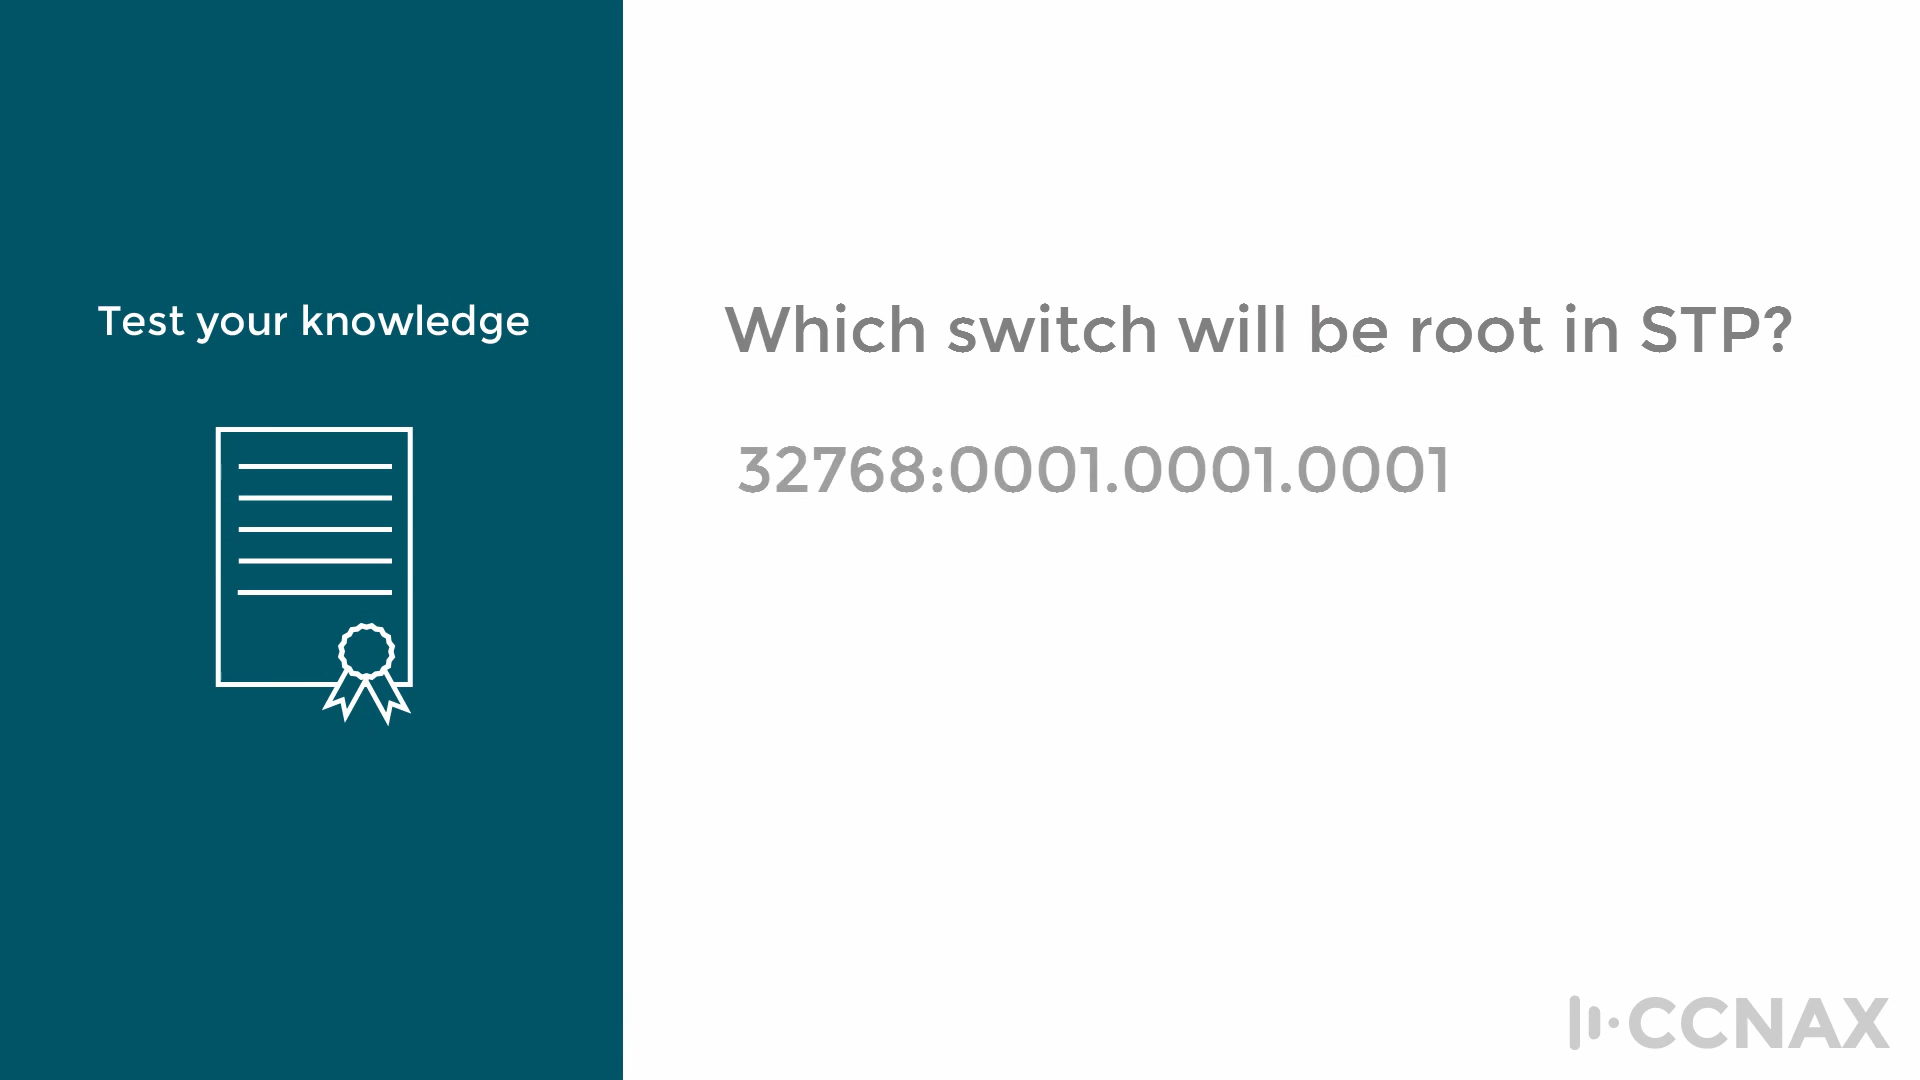 Test your knowledge
Which switch will be root in STP?
32768:0001.0001.0001
CCNAX